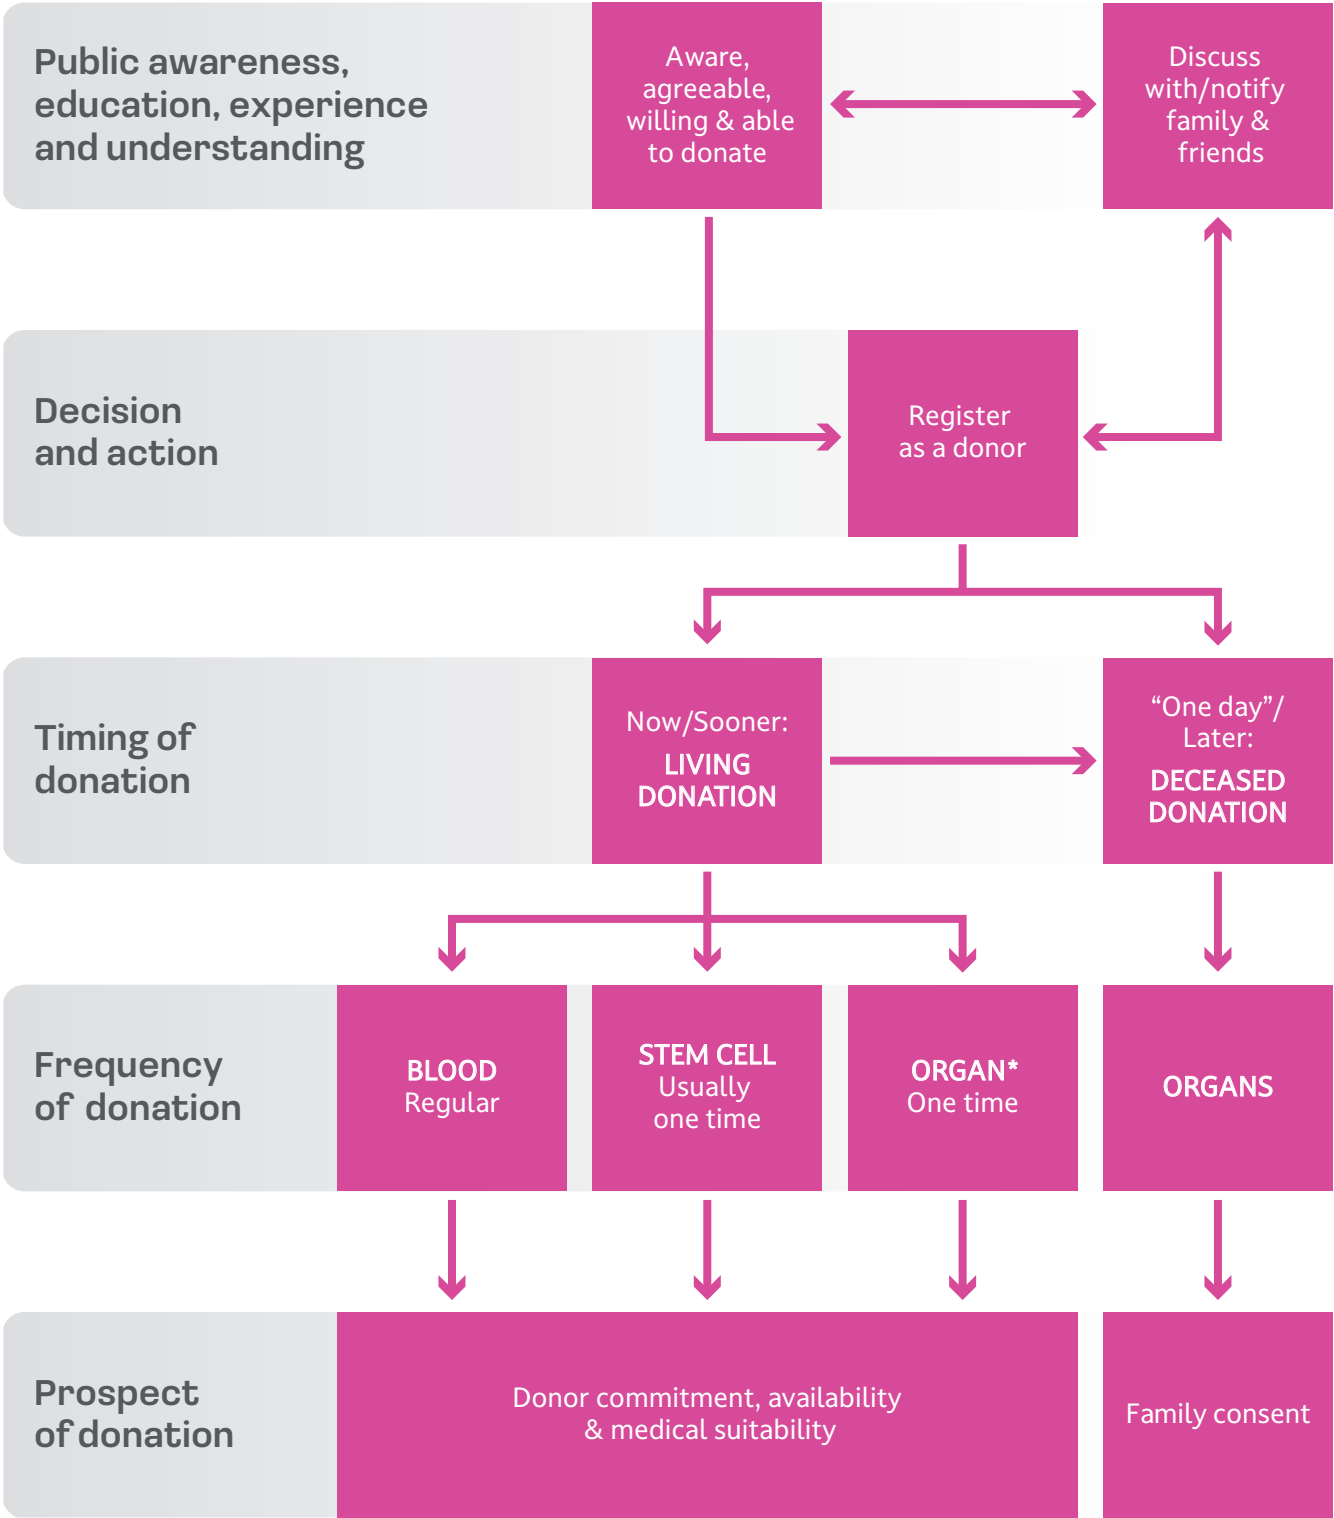 Public awareness,
education, experience
and understanding
Aware,
agreeable,
willing & able
to donate
Discuss
with/notify
family &
friends
Decision
and action
Register
as a donor
Timing of
donation
Now/Sooner:
LIVING
DONATION
“One day”/
Later:
DECEASED
DONATION
Frequency
of donation
BLOOD
Regular
STEM CELL
Usually
one time
ORGAN*
One time
ORGANS
Prospect
of donation
Donor commitment, availability
& medical suitability
Family consent